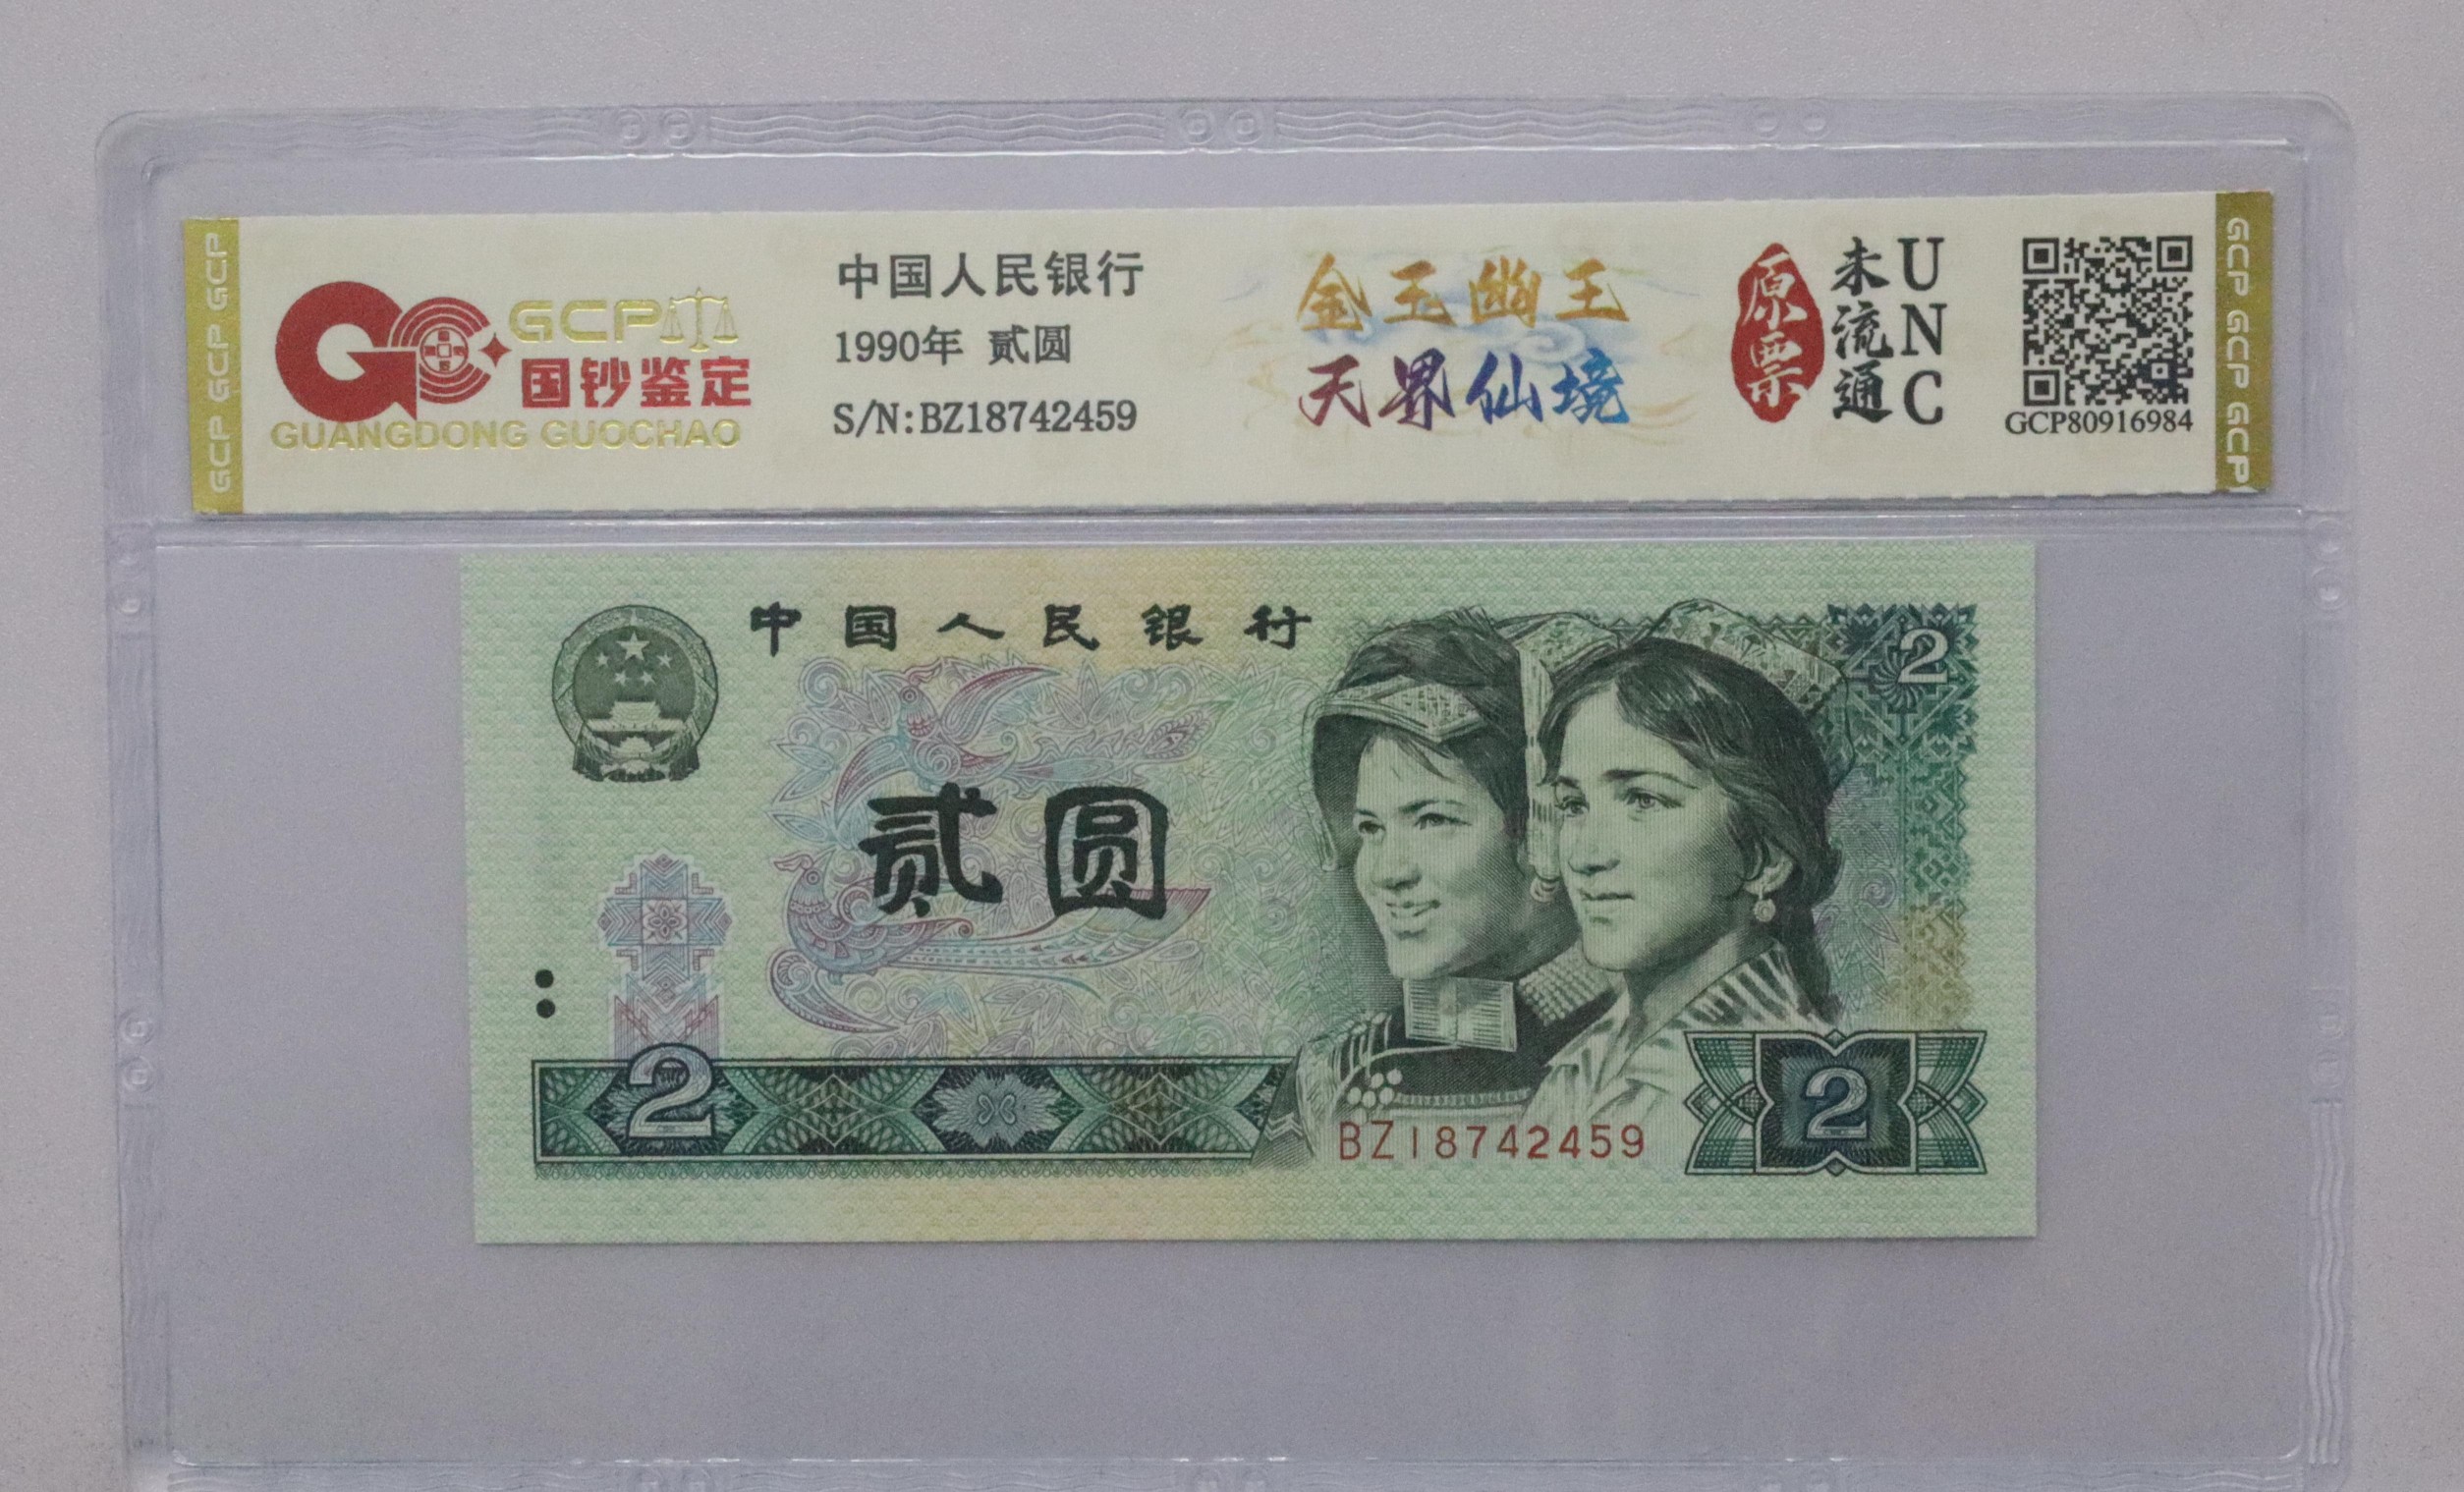 GCP GCP GCP
GCP
国钞鉴定
GUANGDONG GUOCHAO
中国人民银行
1990年 贰圆
S/N:BZ18742459
金玉幽王
天界仙境
原票
未流通
UNC
GCP80916984
GCP GCP GCP
中国人民银行
2
贰圆
2
BZ18742459
2